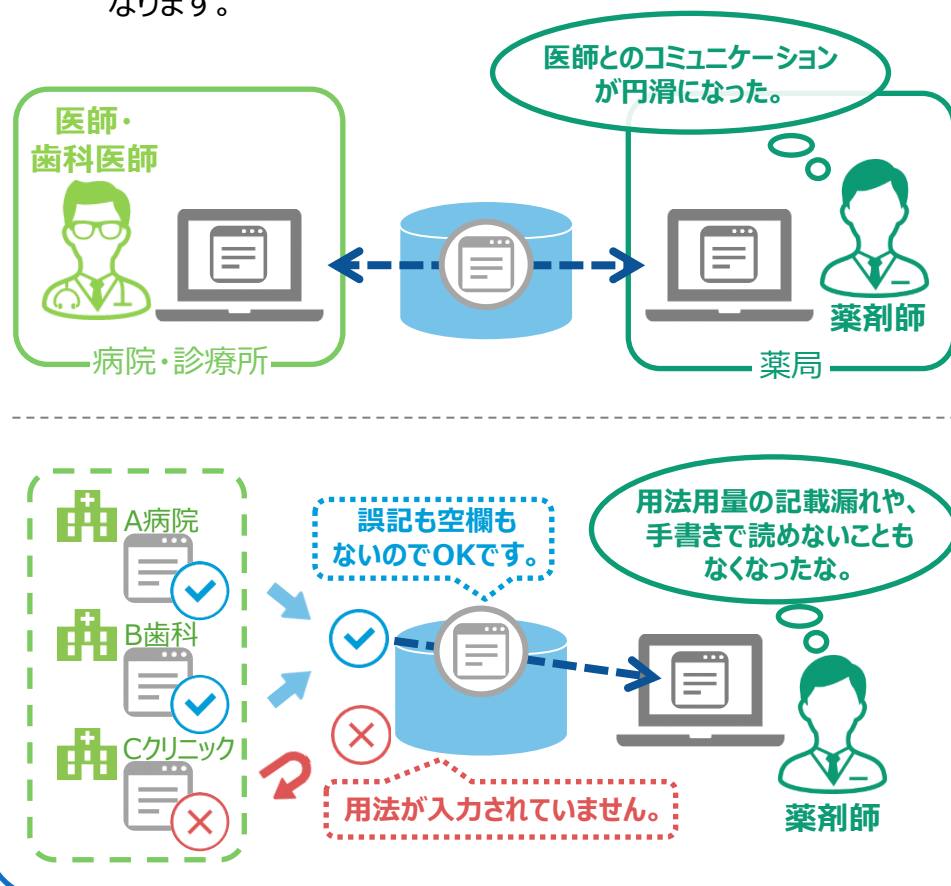 なります。
医師とのコミュニケーション
が円滑になった。
医師・
歯科医師
薬剤師
病院・診療所
薬局
A病院
B歯科
Cクリニック
誤記も空欄も
ないのでOKです。
用法が入力されていません。
用法用量の記載漏れや、
手書きで読めないことも
なくなったな。
薬剤師